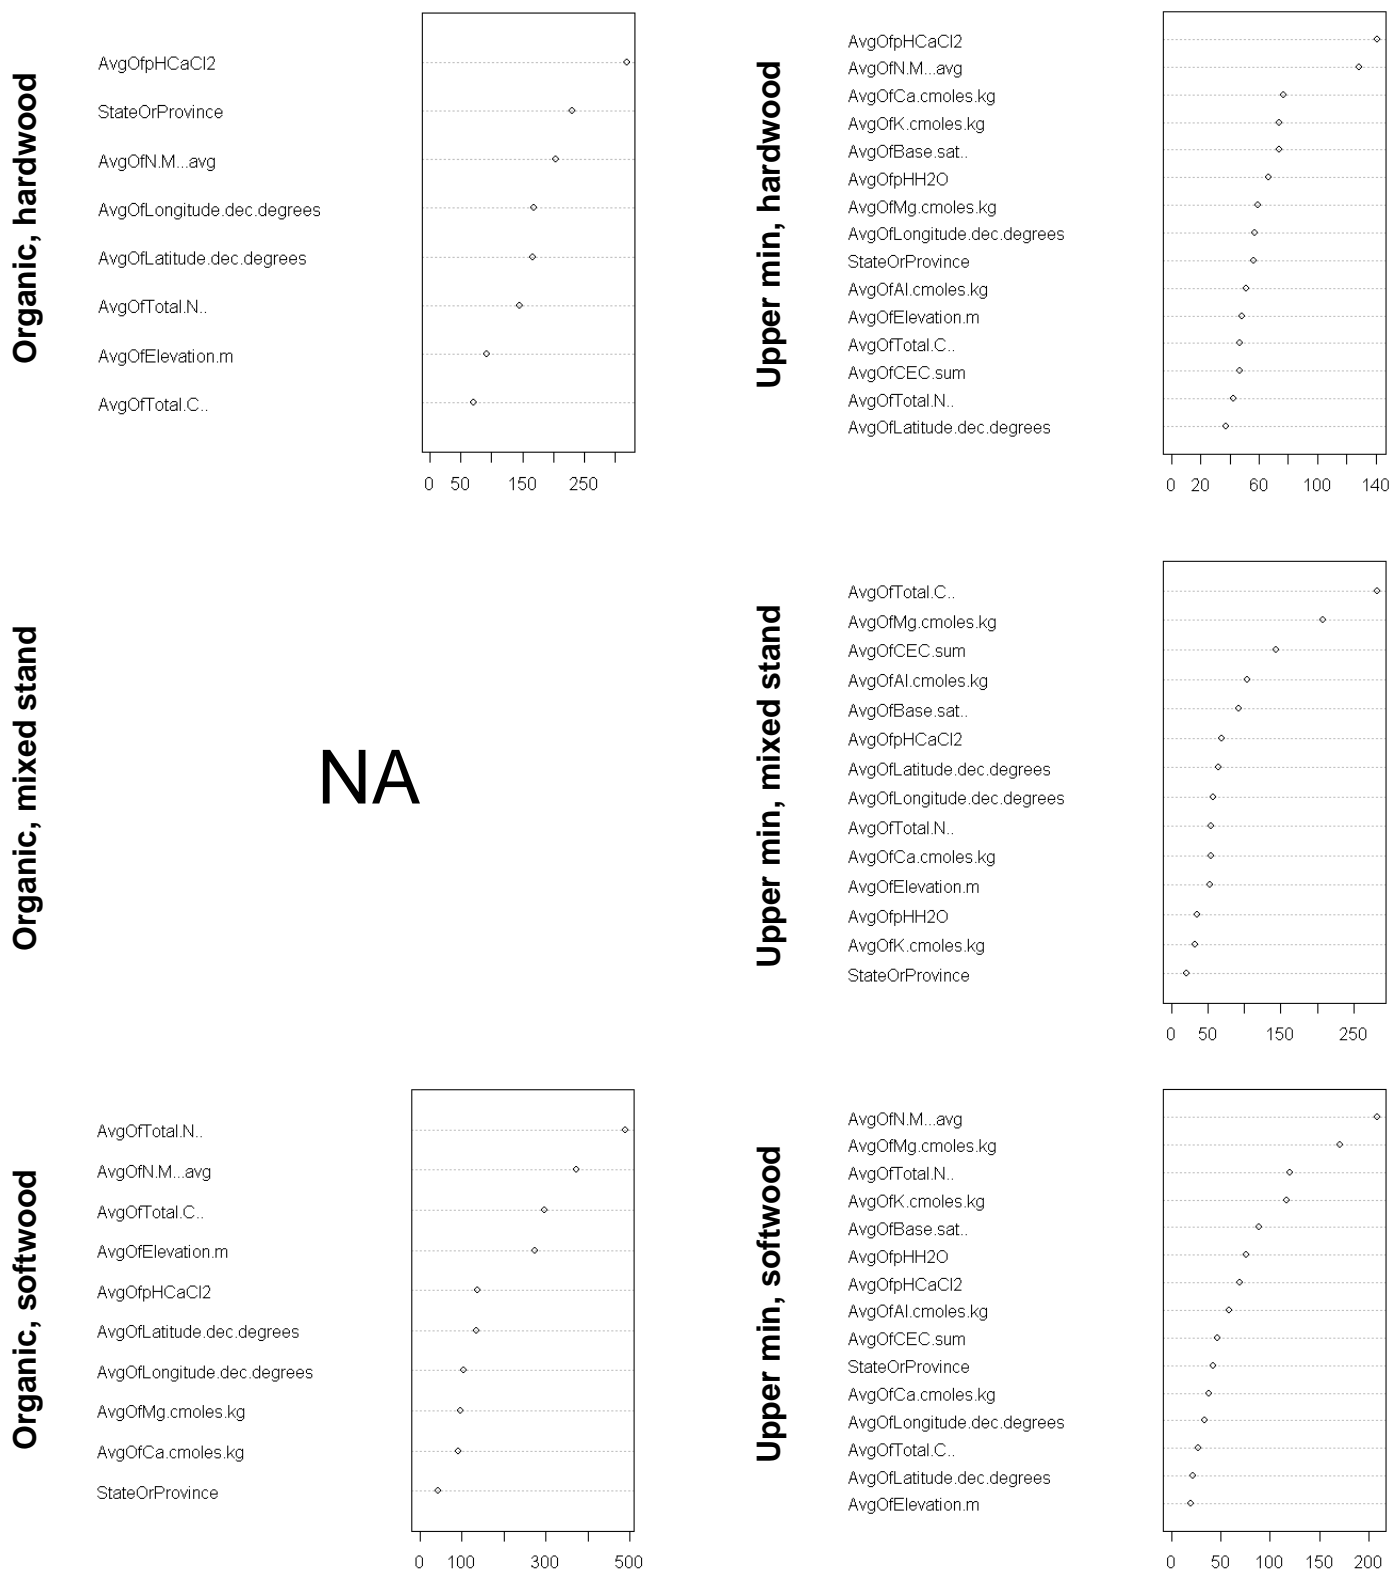 Organic, hardwood
AvgOfpHCaCl2
StateOrProvince
AvgOfN.M...avg
AvgOfLongitude.dec.degrees
AvgOfLatitude.dec.degrees
AvgOfTotal.N..
AvgOfElevation.m
AvgOfTotal.C..
0 50 150 250
Upper min, hardwood
AvgOfpHCaCl2
AvgOfN.M...avg
AvgOfCa.cmoles.kg
AvgOfK.cmoles.kg
AvgOfBase.sat..
AvgOfpHH2O
AvgOfMg.cmoles.kg
AvgOfLongitude.dec.degrees
StateOrProvince
AvgOfAl.cmoles.kg
AvgOfElevation.m
AvgOfTotal.C..
AvgOfCEC.sum
AvgOfTotal.N..
AvgOfLatitude.dec.degrees
0 20 60 100 140
Organic, mixed stand
NA
Upper min, mixed stand
AvgOfTotal.C..
AvgOfMg.cmoles.kg
AvgOfCEC.sum
AvgOfAl.cmoles.kg
AvgOfBase.sat..
AvgOfpHCaCl2
AvgOfLatitude.dec.degrees
AvgOfLongitude.dec.degrees
AvgOfTotal.N..
AvgOfCa.cmoles.kg
AvgOfElevation.m
AvgOfpHH2O
AvgOfK.cmoles.kg
StateOrProvince
0 50 150 250
Organic, softwood
AvgOfTotal.N..
AvgOfN.M...avg
AvgOfTotal.C..
AvgOfElevation.m
AvgOfpHCaCl2
AvgOfLatitude.dec.degrees
AvgOfLongitude.dec.degrees
AvgOfMg.cmoles.kg
AvgOfCa.cmoles.kg
StateOrProvince
0 100 300 500
Upper min, softwood
AvgOfN.M...avg
AvgOfMg.cmoles.kg
AvgOfTotal.N..
AvgOfK.cmoles.kg
AvgOfBase.sat..
AvgOfpHH2O
AvgOfpHCaCl2
AvgOfAl.cmoles.kg
AvgOfCEC.sum
StateOrProvince
AvgOfCa.cmoles.kg
AvgOfLongitude.dec.degrees
AvgOfTotal.C..
AvgOfLatitude.dec.degrees
AvgOfElevation.m
0 50 100 150 200